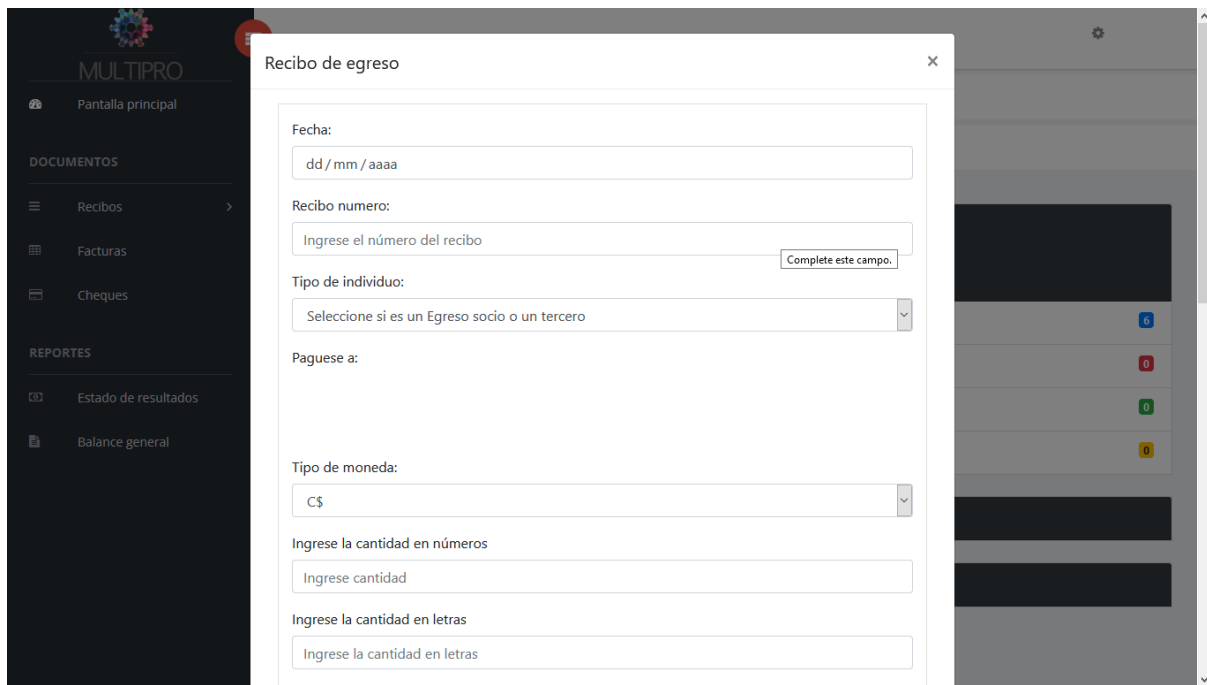 MULTIPRO
Pantalla principal
DOCUMENTOS
Recibos
Facturas
Cheques
REPORTES
Estado de resultados
Balance general
Recibo de egreso
×
Fecha:
dd / mm / aaaa
Recibo numero:
Ingrese el número del recibo
Complete este campo.
Tipo de individuo:
Seleccione si es un Egreso socio o un tercero
Paguese a:
Tipo de moneda:
C$
Ingrese la cantidad en números
Ingrese cantidad
Ingrese la cantidad en letras
Ingrese la cantidad en letras
6
0
0
0